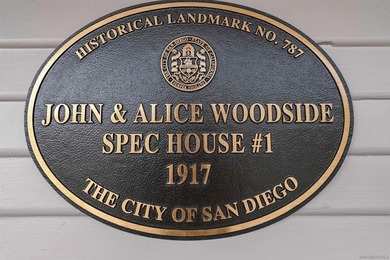 HISTORICAL LANDMARK NO. 787
JOHN & ALICE WOODSIDE
SPEC HOUSE #1
1917
THE CITY OF SAN DIEGO